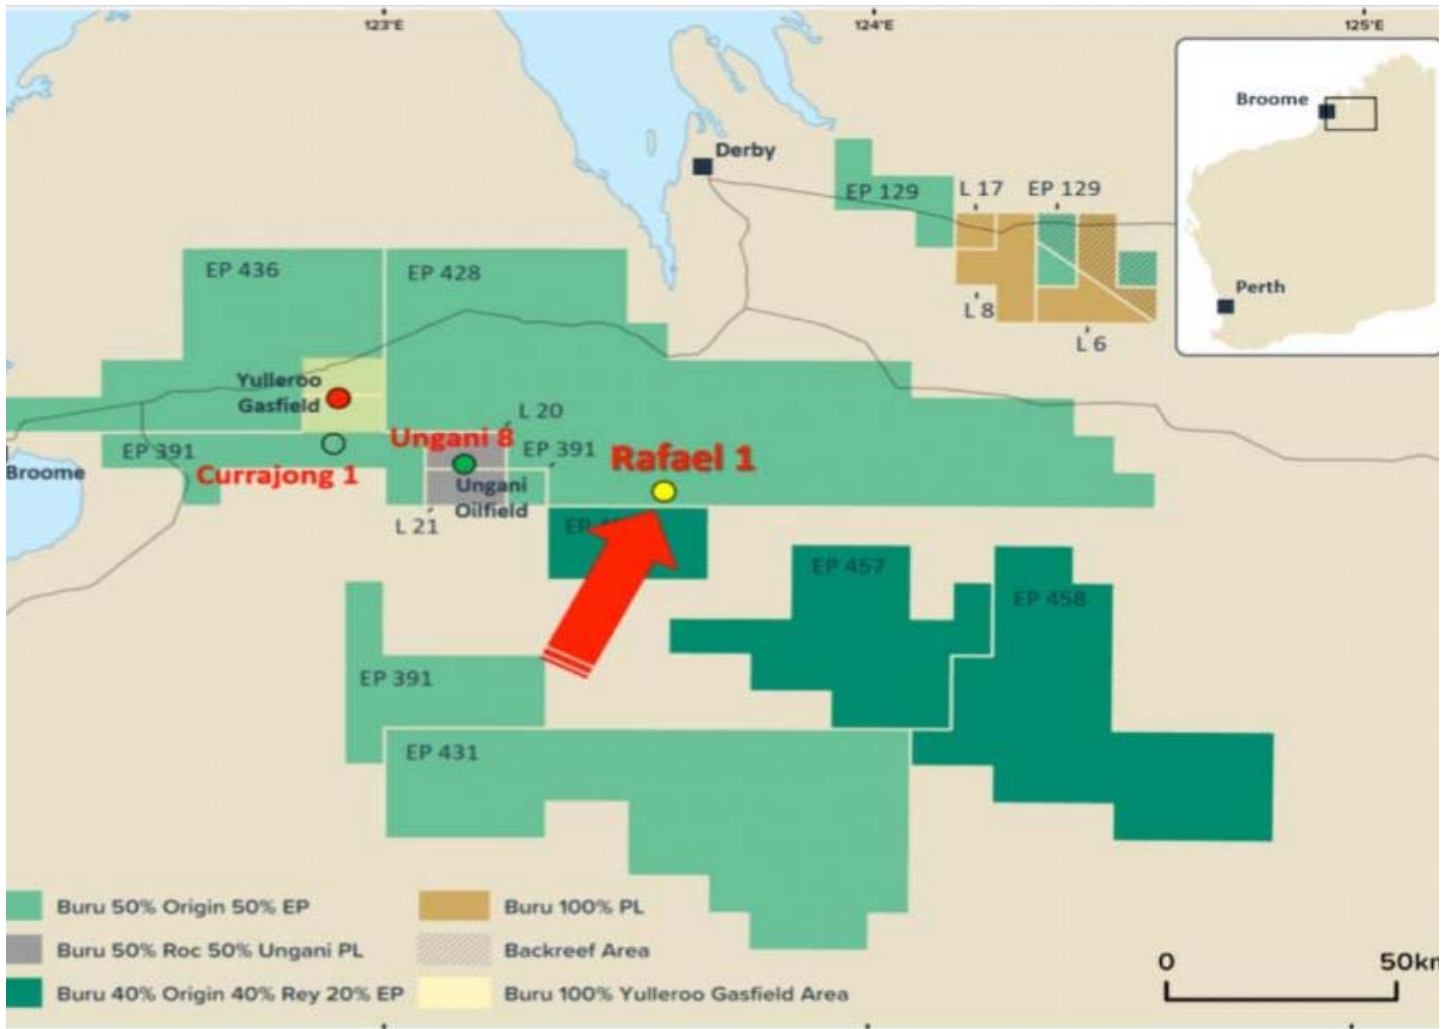 123°E
124°E
125°E
Broome
Perth
Derby
EP 129
L 17
EP 129
L 8
L 6
EP 436
EP 428
Yulleroo
Gasfield
L 20
EP 391
Ungani 8
EP 391
Rafael 1
Broome
Currajong 1
Ungani
Oilfield
L 21
EP 457
EP 458
EP 391
EP 431
Buru 50% Origin 50% EP
Buru 50% Roc 50% Ungani PL
Buru 40% Origin 40% Rey 20% EP
Buru 100% PL
Backreef Area
Buru 100% Yulleroo Gasfield Area
0
50km